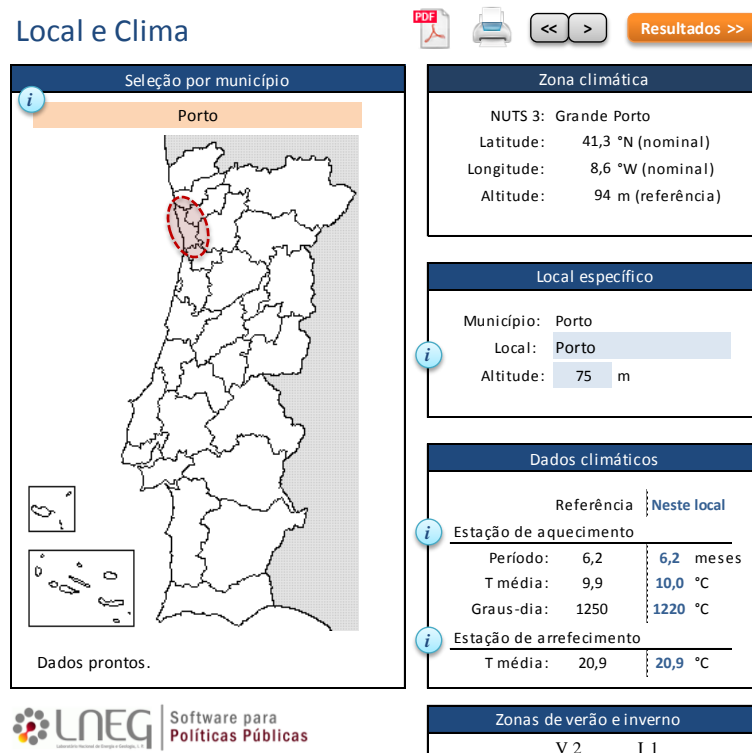 Local e Clima
PDF
<< >
Resultados >>
Seleção por município
i
Porto
Dados prontos.
Zona climática
NUTS 3: Grande Porto
Latitude: 41,3 °N (nominal)
Longitude: 8,6 °W (nominal)
Altitude: 94 m (referência)
Local específico
Município: Porto
i
Local: Porto
Altitude: 75 m
Dados climáticos
Referência Neste local
i
Estação de aquecimento
Período: 6,2 6,2 meses
T média: 9,9 10,0 °C
Graus-dia: 1250 1220 °C
i
Estação de arrefecimento
T média: 20,9 20,9 °C
Zonas de verão e inverno
V 2 I 1
LNEG
Laboratório Nacional de Energia e Geologia, I. P.
Software para
Políticas Públicas